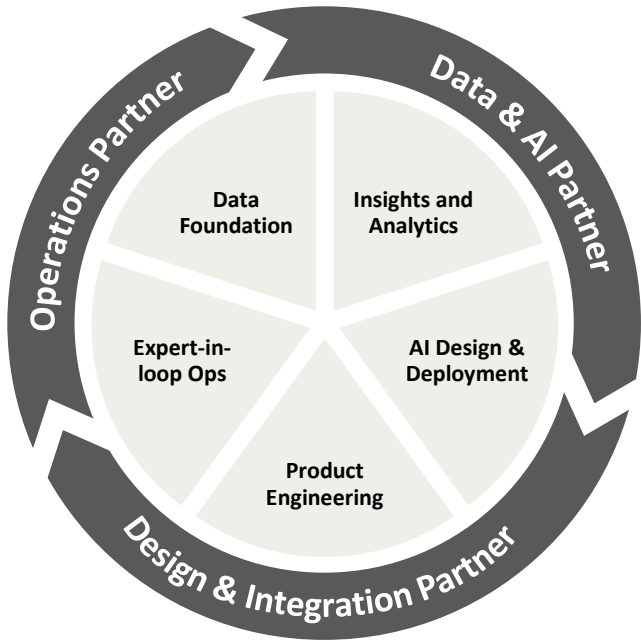 Operations Partner
Data & AI Partner
Data
Foundation
Insights and
Analytics
Expert-in-
loop Ops
AI Design &
Deployment
Product
Engineering
Design & Integration Partner